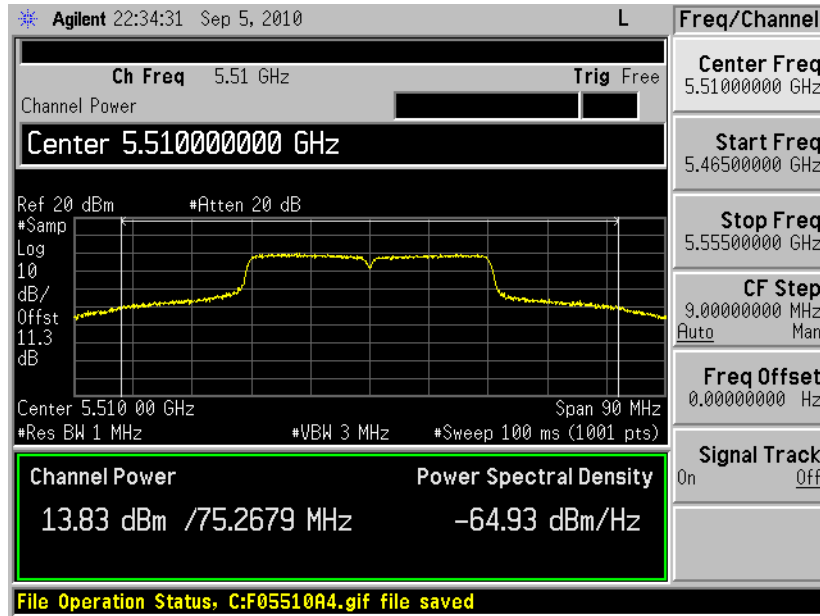 Agilent 22:34:31 Sep 5, 2010 L
Freq/Channel
Ch Freq 5.51 GHz Trig Free
Channel Power
Center 5.510000000 GHz
Ref 20 dBm #Atten 20 dB
#Samp
Log
10
dB/
Offst
11.3
dB
Center 5.510 00 GHz Span 90 MHz
#Res BW 1 MHz #VBW 3 MHz #Sweep 100 ms (1001 pts)
Channel Power Power Spectral Density
13.83 dBm /75.2679 MHz -64.93 dBm/Hz
File Operation Status, C:F05510A4.gif file saved
Center Freq
5.51000000 GHz
Start Freq
5.46500000 GHz
Stop Freq
5.55500000 GHz
CF Step
9.00000000 MHz
Auto Man
Freq Offset
0.00000000 Hz
Signal Track
On Off